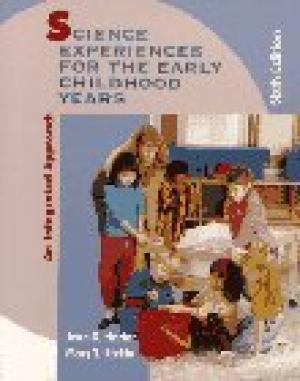 SCIENCE
EXPERIENCES
FOR THE EARLY
CHILDHOOD
YEARS
An Integrated Approach
Sixth Edition